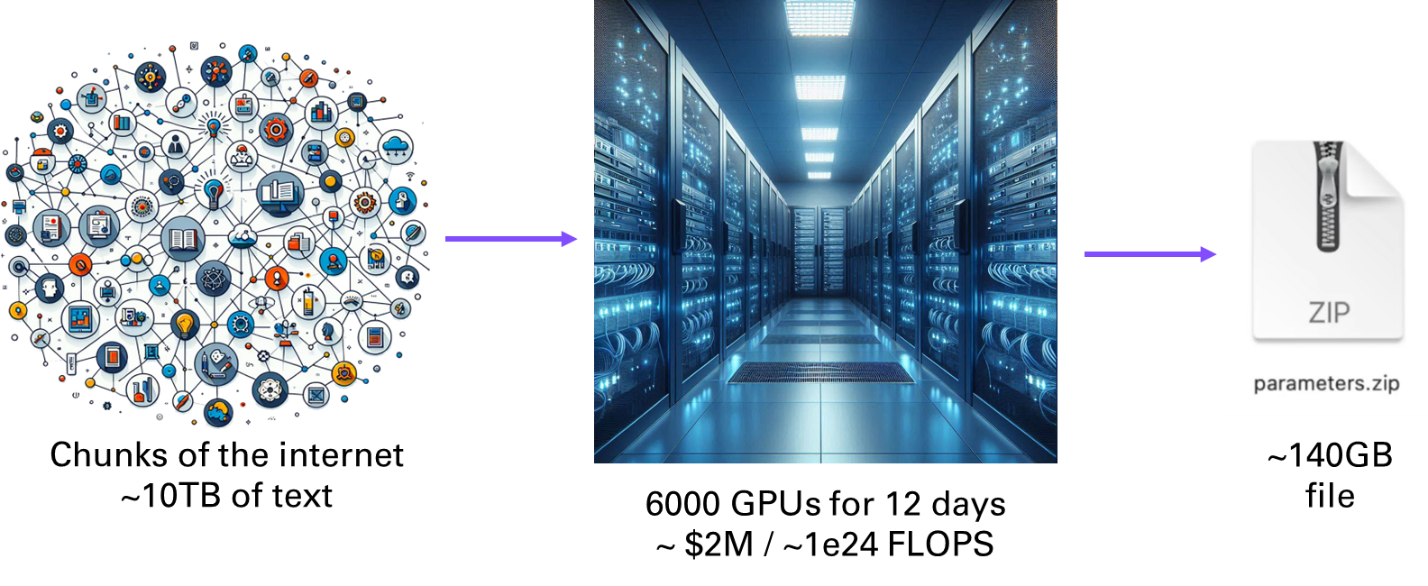 Chunks of the internet
~10TB of text
6000 GPUs for 12 days
~ $2M / ~1e24 FLOPS
ZIP
parameters.zip
~140GB
file